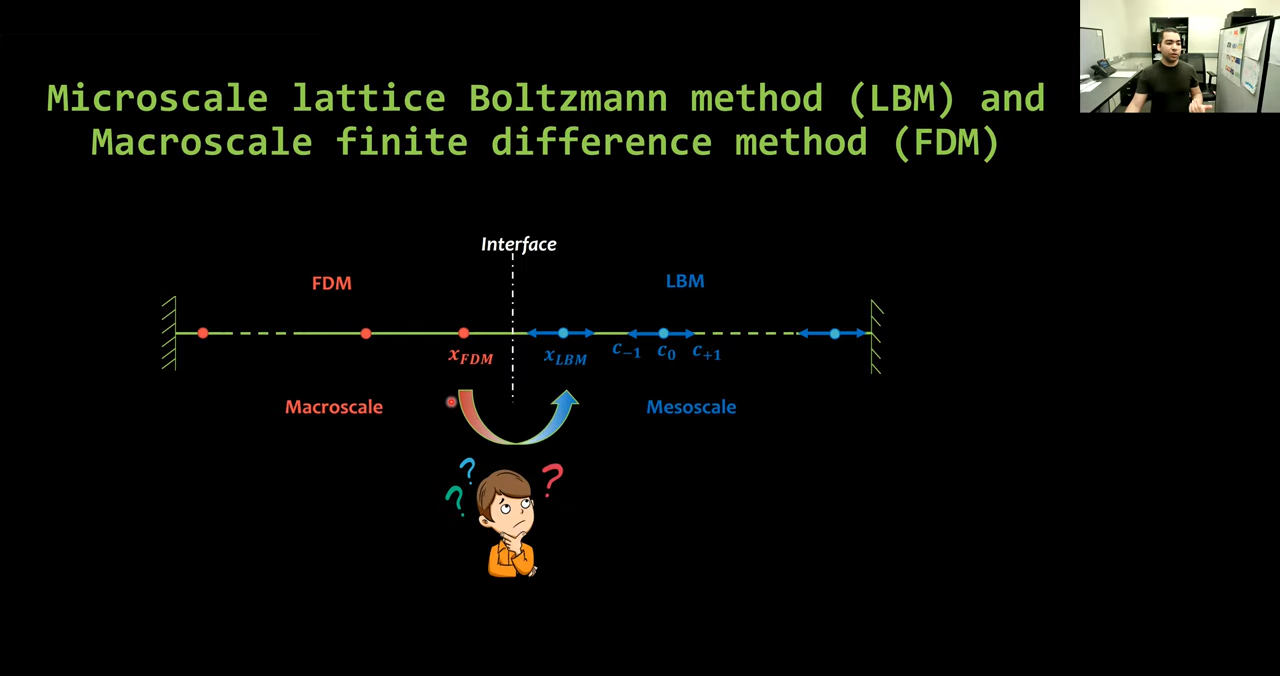 Microscale lattice Boltzmann method (LBM) and
Macroscale finite difference method (FDM)
Interface
FDM
LBM
x_FDM
x_LBM
c_{-1}
c_0
c_{+1}
Macroscale
Mesoscale
? ? ?